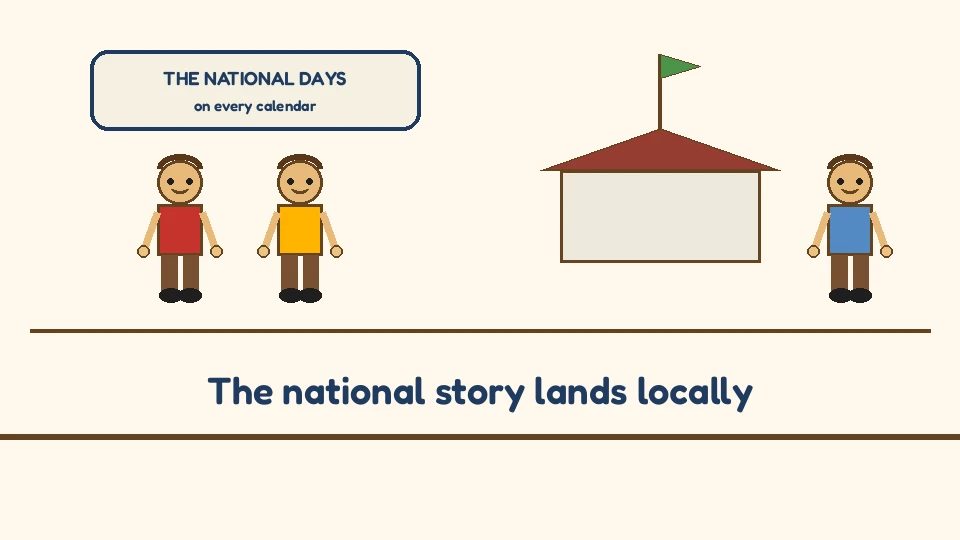 THE NATIONAL DAYS
on every calendar
The national story lands locally